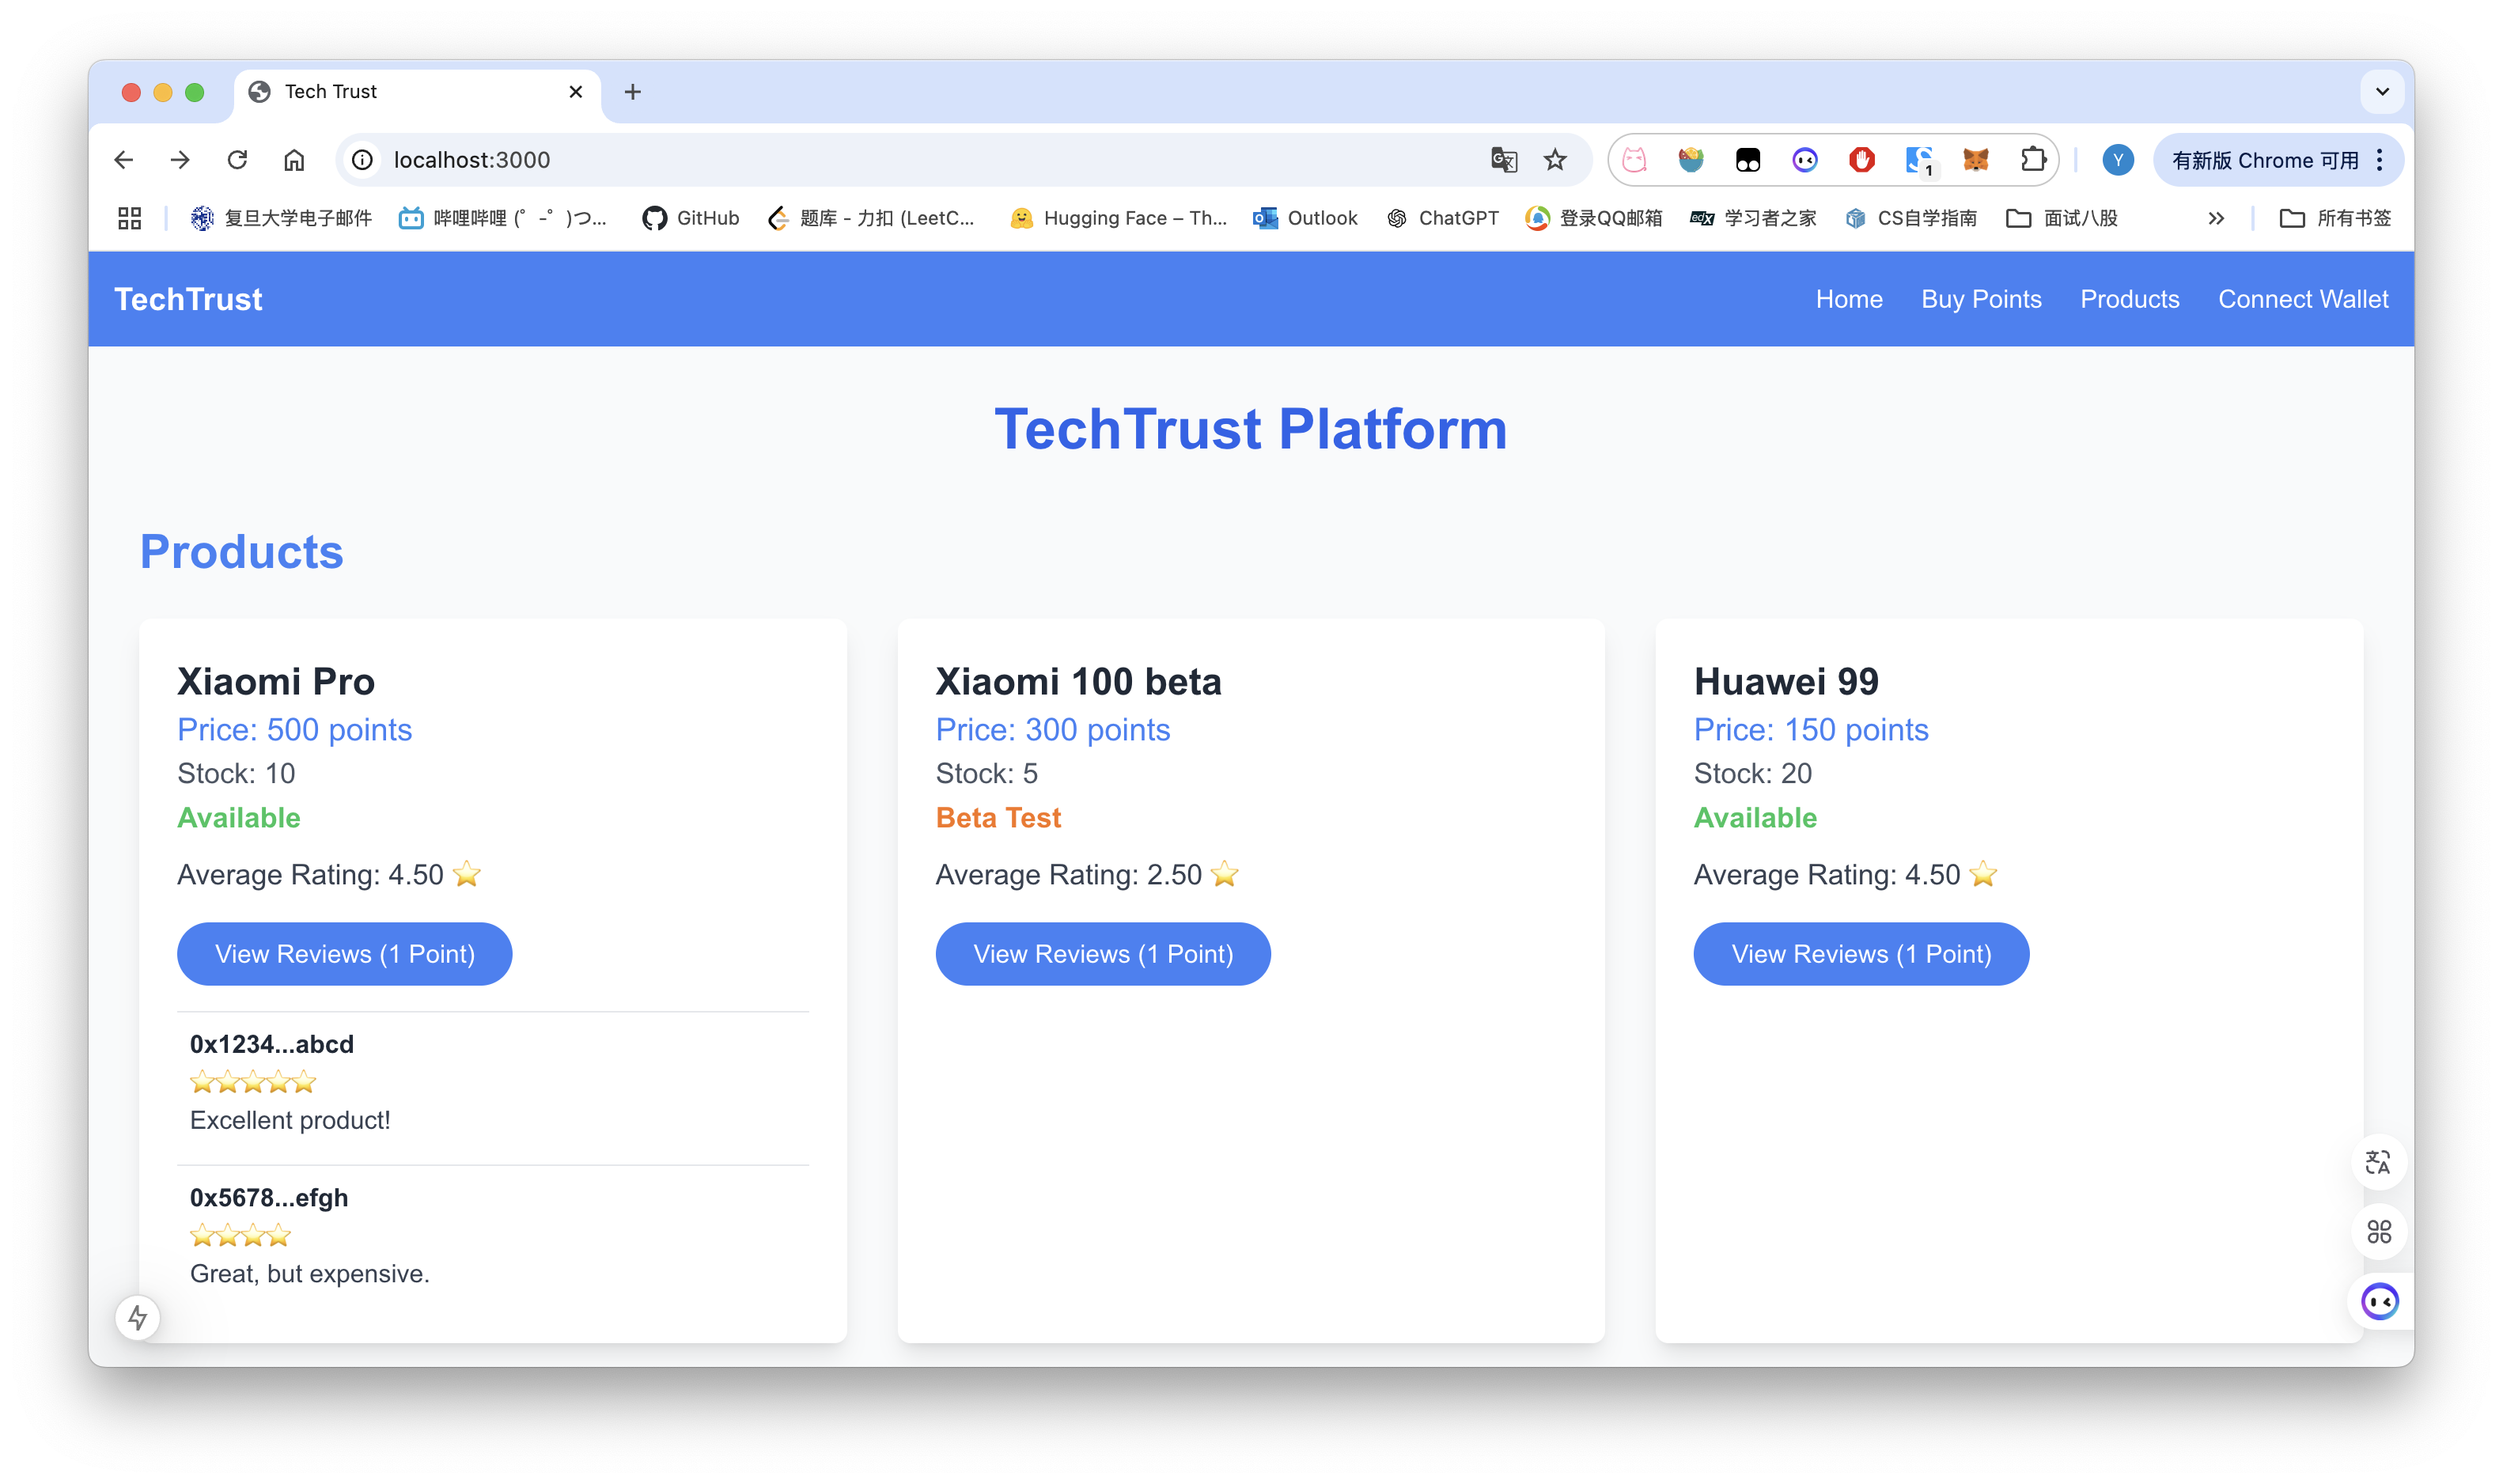 Tech Trust
localhost:3000
1
Y
有新版 Chrome 可用
复旦大学电子邮件
哔哩哔哩 (゜-゜)つ...
GitHub
题库 - 力扣 (LeetC...
Hugging Face – Th...
Outlook
ChatGPT
登录QQ邮箱
edX
学习者之家
CS自学指南
面试八股
所有书签
TechTrust
Home
Buy Points
Products
Connect Wallet
TechTrust Platform
Products
Xiaomi Pro
Price: 500 points
Stock: 10
Available
Average Rating: 4.50 ⭐
View Reviews (1 Point)
0x1234...abcd
⭐⭐⭐⭐⭐
Excellent product!
0x5678...efgh
⭐⭐⭐⭐
Great, but expensive.
Xiaomi 100 beta
Price: 300 points
Stock: 5
Beta Test
Average Rating: 2.50 ⭐
View Reviews (1 Point)
Huawei 99
Price: 150 points
Stock: 20
Available
Average Rating: 4.50 ⭐
View Reviews (1 Point)